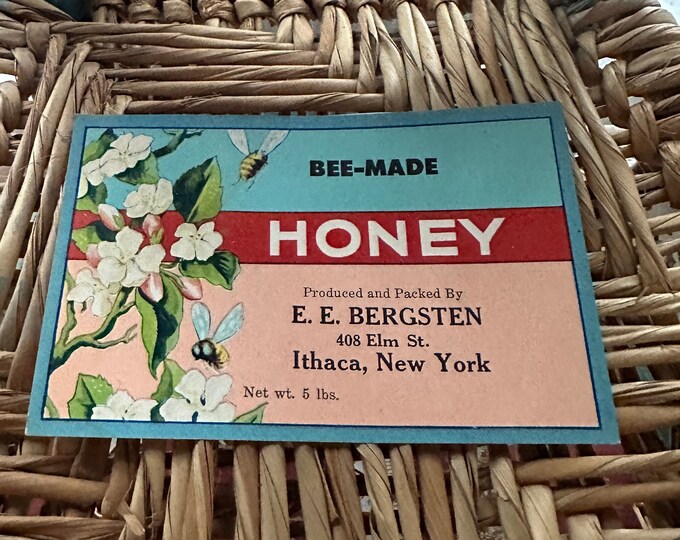 BEE-MADE
HONEY
Produced and Packed By
E. E. BERGSTEN
408 Elm St.
Ithaca, New York
Net wt. 5 lbs.